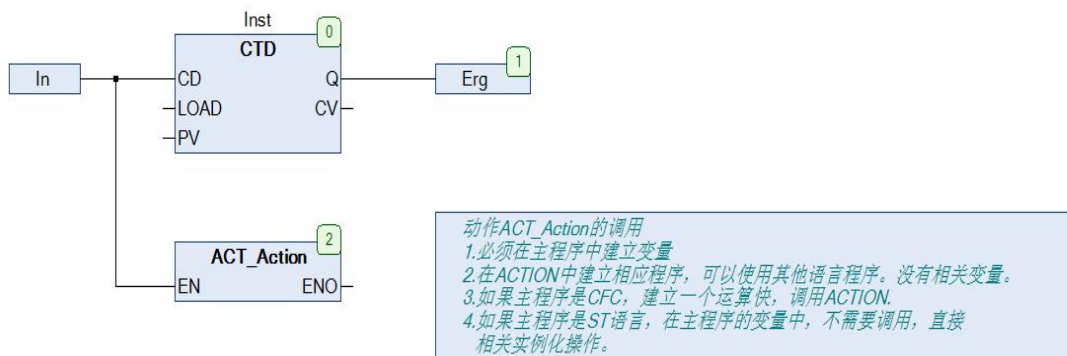 Inst
0
CTD
In
CD
Q
Erg
1
LOAD
CV
PV
2
ACT_Action
EN
ENO
动作ACT_Action的调用
1.必须在主程序中建立变量
2.在ACTION中建立相应程序，可以使用其他语言程序。没有相关变量。
3.如果主程序是CFC，建立一个运算快，调用ACTION.
4.如果主程序是ST语言，在主程序的变量中，不需要调用，直接
相关实例化操作。